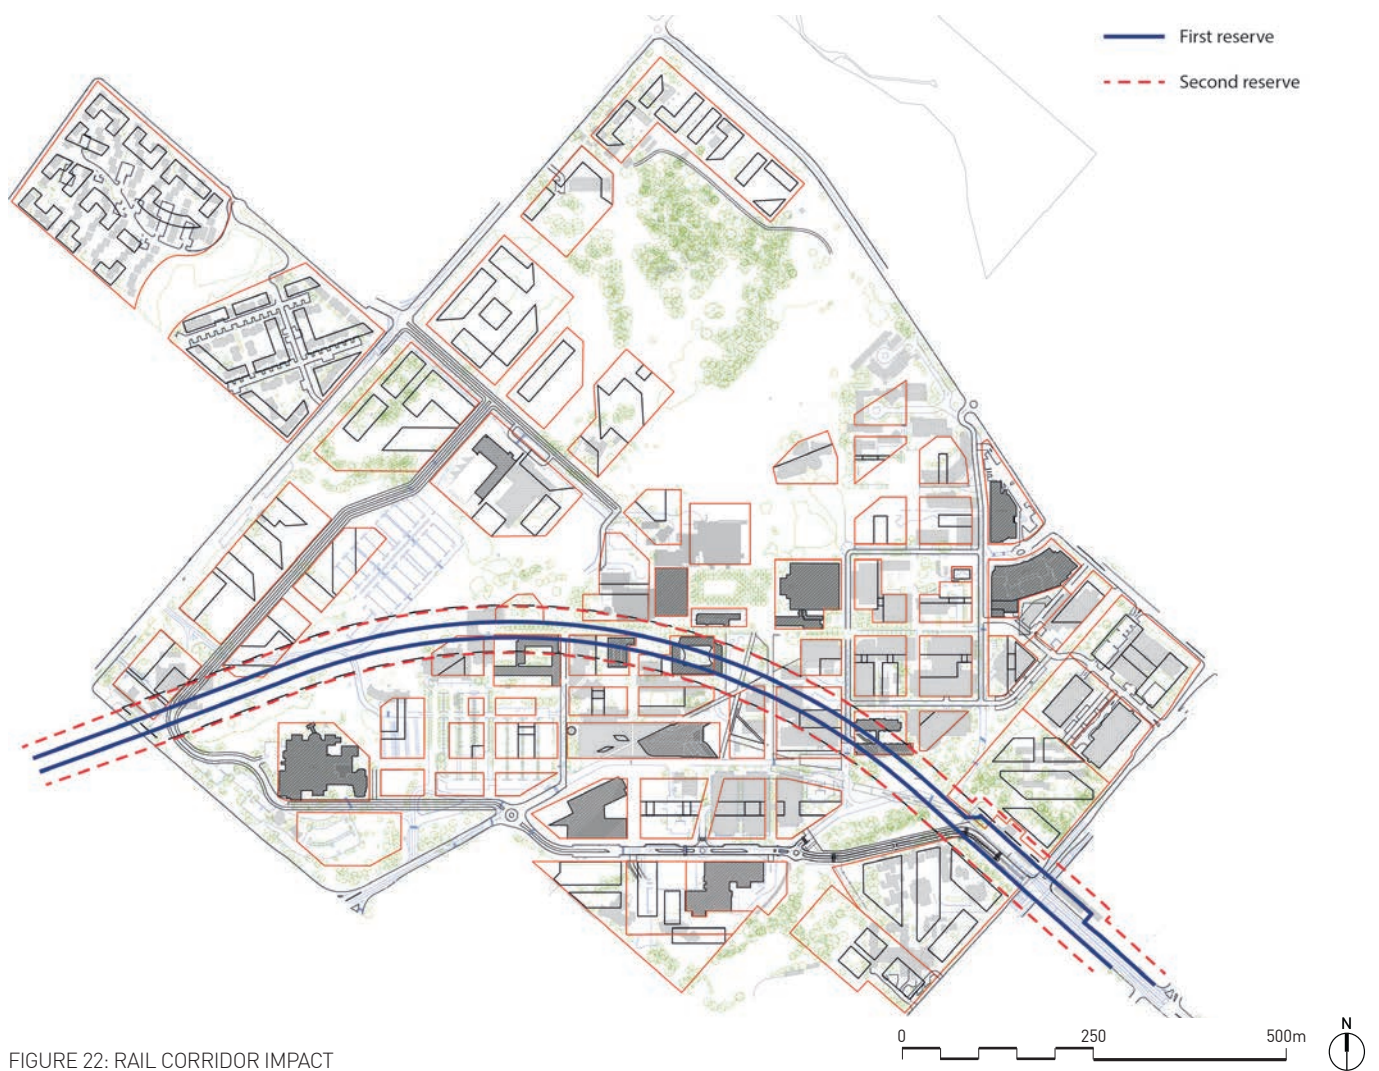 First reserve
Second reserve
0 250 500m
N
FIGURE 22: RAIL CORRIDOR IMPACT